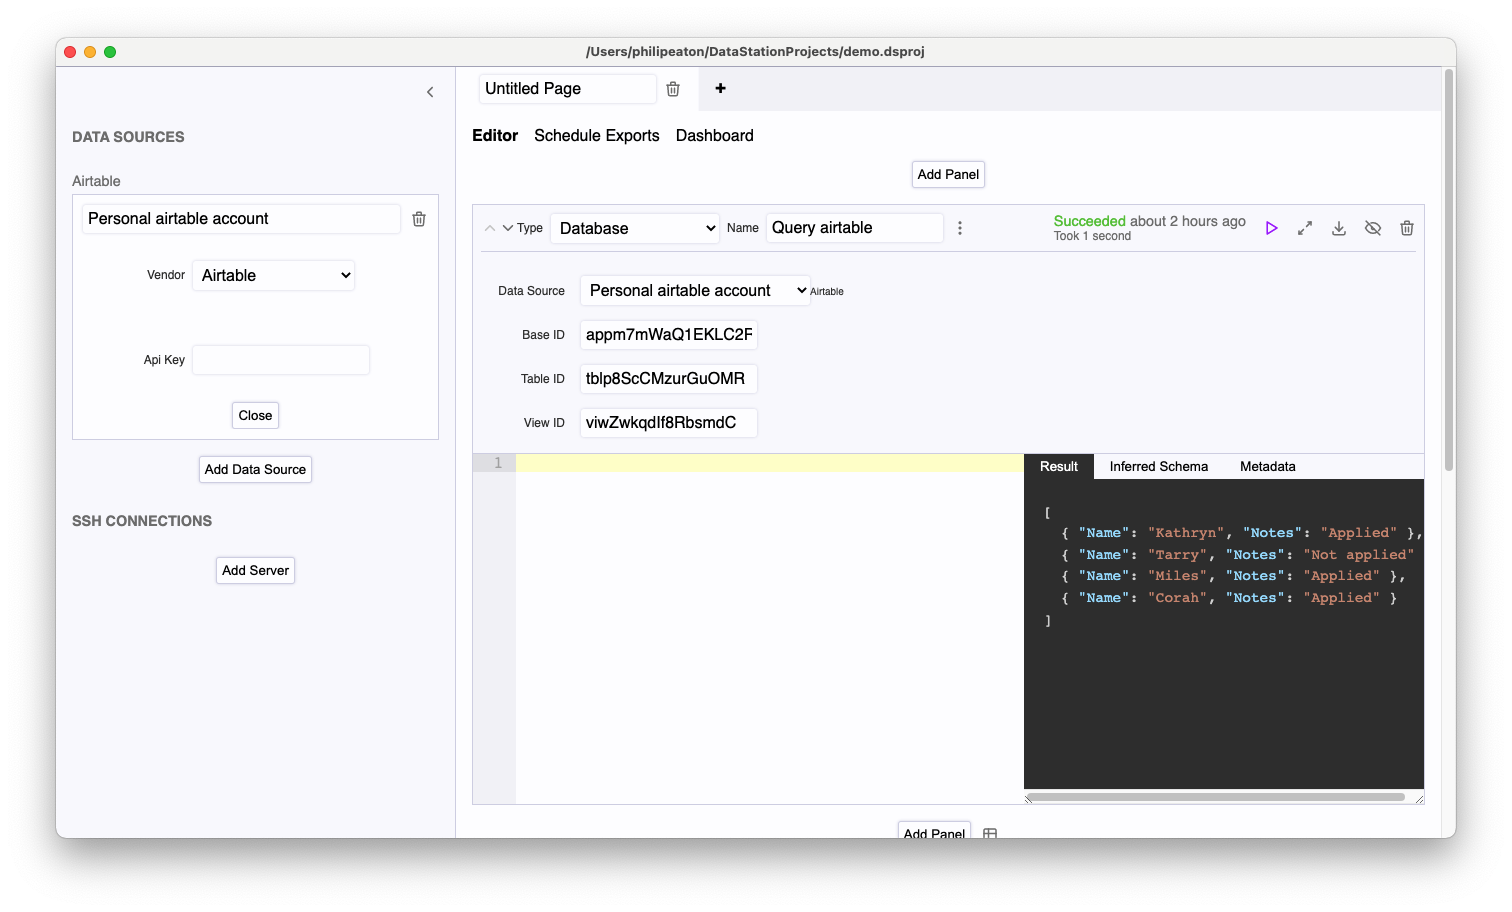 /Users/philipeaton/DataStationProjects/demo.dsproj
DATA SOURCES
Airtable
Personal airtable account
Vendor Airtable
Api Key
Close
Add Data Source
SSH CONNECTIONS
Add Server
Untitled Page +
Editor Schedule Exports Dashboard
Add Panel
Type Database Name Query airtable Succeeded about 2 hours ago
Took 1 second
Data Source Personal airtable account Airtable
Base ID appm7mWaQ1EKLC2F
Table ID tblp8ScCMzurGuOMR
View ID viwZwkqdIf8RbsmdC
1
Result Inferred Schema Metadata
[
{ "Name": "Kathryn", "Notes": "Applied" },
{ "Name": "Tarry", "Notes": "Not applied"
{ "Name": "Miles", "Notes": "Applied" },
{ "Name": "Corah", "Notes": "Applied" }
]
Add Panel